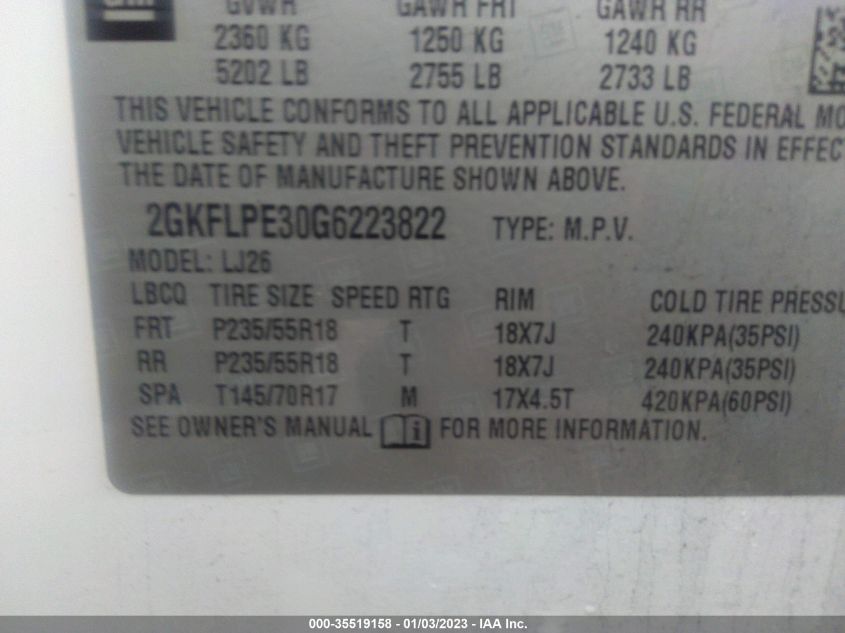 GM
GVWR GAWR FRT GAWR RR
2360 KG 1250 KG 1240 KG
5202 LB 2755 LB 2733 LB
THIS VEHICLE CONFORMS TO ALL APPLICABLE U.S. FEDERAL MO
VEHICLE SAFETY AND THEFT PREVENTION STANDARDS IN EFFEC
THE DATE OF MANUFACTURE SHOWN ABOVE.
2GKFLPE30G6223822 TYPE: M.P.V.
MODEL: LJ26
LBCQ TIRE SIZE SPEED RTG RIM COLD TIRE PRESSU
FRT P235/55R18 T 18X7J 240KPA(35PSI)
RR P235/55R18 T 18X7J 240KPA(35PSI)
SPA T145/70R17 M 17X4.5T 420KPA(60PSI)
SEE OWNER'S MANUAL i FOR MORE INFORMATION.
000-35519158 - 01/03/2023 - IAA, Inc.